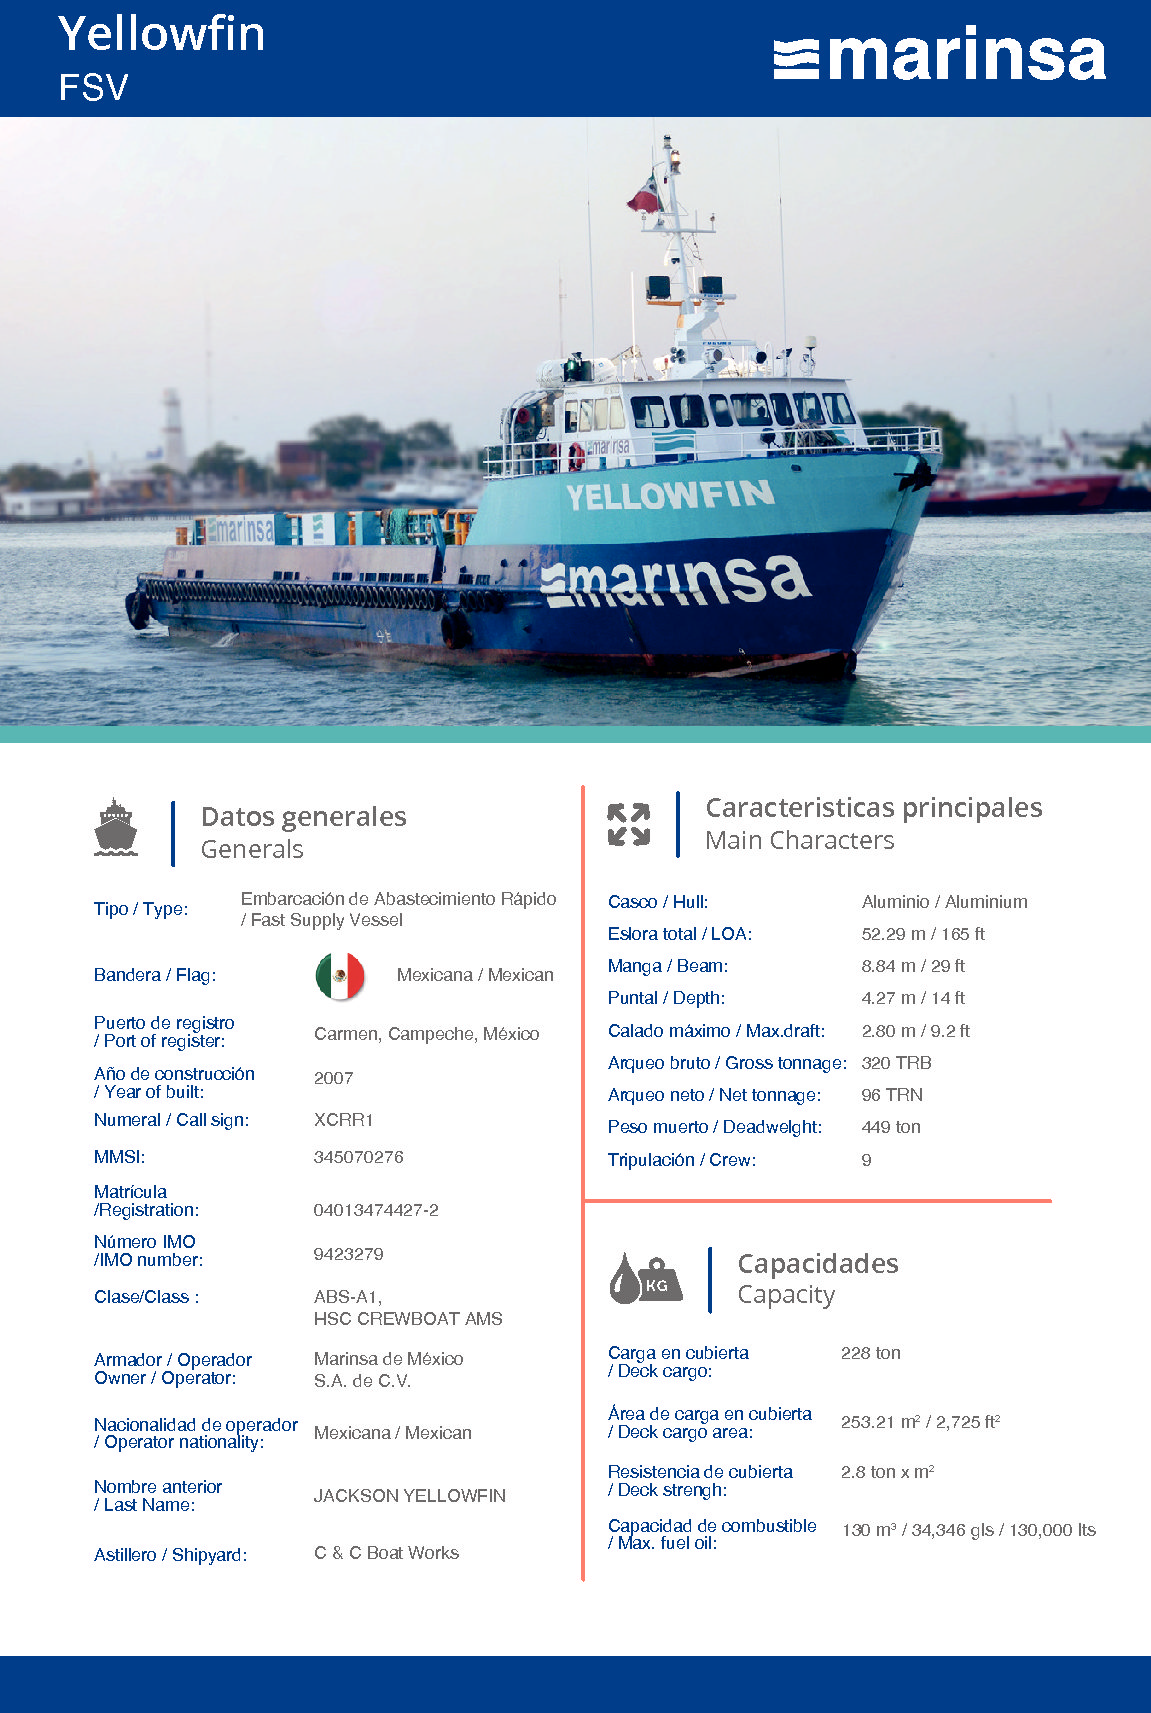 Yellowfin
FSV
marinsa
marinsa
YELLOWFIN
marinsa
marinsa
Datos generales
Generals
Tipo / Type:
Embarcación de Abastecimiento Rápido
/ Fast Supply Vessel
Bandera / Flag:
Mexicana / Mexican
Puerto de registro
/ Port of register:
Carmen, Campeche, México
Año de construcción
/ Year of built:
2007
Numeral / Call sign:
XCRR1
MMSI:
345070276
Matrícula
/Registration:
04013474427-2
Número IMO
/IMO number:
9423279
Clase/Class :
ABS-A1,
HSC CREWBOAT AMS
Armador / Operador
Owner / Operator:
Marinsa de México
S.A. de C.V.
Nacionalidad de operador
/ Operator nationality:
Mexicana / Mexican
Nombre anterior
/ Last Name:
JACKSON YELLOWFIN
Astillero / Shipyard:
C & C Boat Works
Caracteristicas principales
Main Characters
Casco / Hull:
Aluminio / Aluminium
Eslora total / LOA:
52.29 m / 165 ft
Manga / Beam:
8.84 m / 29 ft
Puntal / Depth:
4.27 m / 14 ft
Calado máximo / Max.draft:
2.80 m / 9.2 ft
Arqueo bruto / Gross tonnage:
320 TRB
Arqueo neto / Net tonnage:
96 TRN
Peso muerto / Deadwelght:
449 ton
Tripulación / Crew:
9
KG
Capacidades
Capacity
Carga en cubierta
/ Deck cargo:
228 ton
Área de carga en cubierta
/ Deck cargo area:
253.21 m² / 2,725 ft²
Resistencia de cubierta
/ Deck strengh:
2.8 ton x m²
Capacidad de combustible
/ Max. fuel oil:
130 m³ / 34,346 gls / 130,000 lts